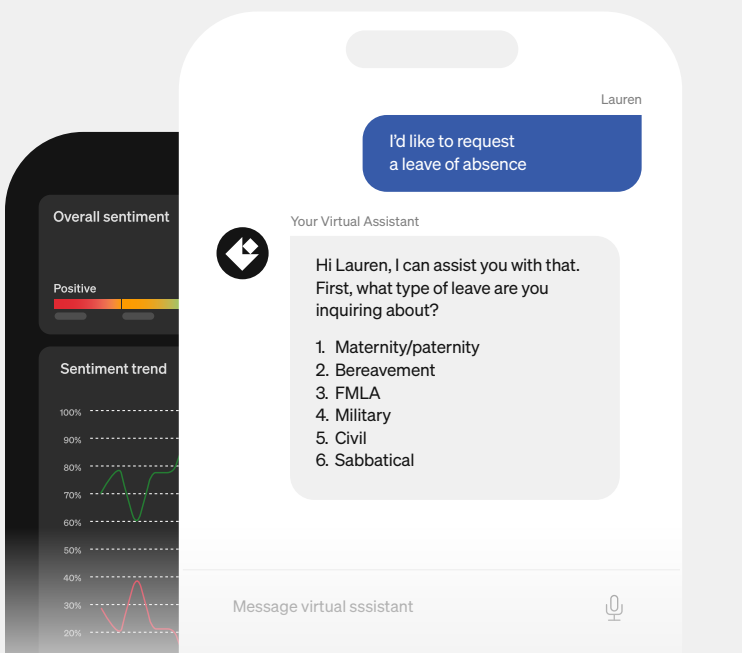 Lauren
I'd like to request
a leave of absence
Your Virtual Assistant
Hi Lauren, I can assist you with that.
First, what type of leave are you
inquiring about?
1. Maternity/paternity
2. Bereavement
3. FMLA
4. Military
5. Civil
6. Sabbatical
Message virtual sssistant
Overall sentiment
Positive
Sentiment trend
100%
90%
80%
70%
60%
50%
40%
30%
20%